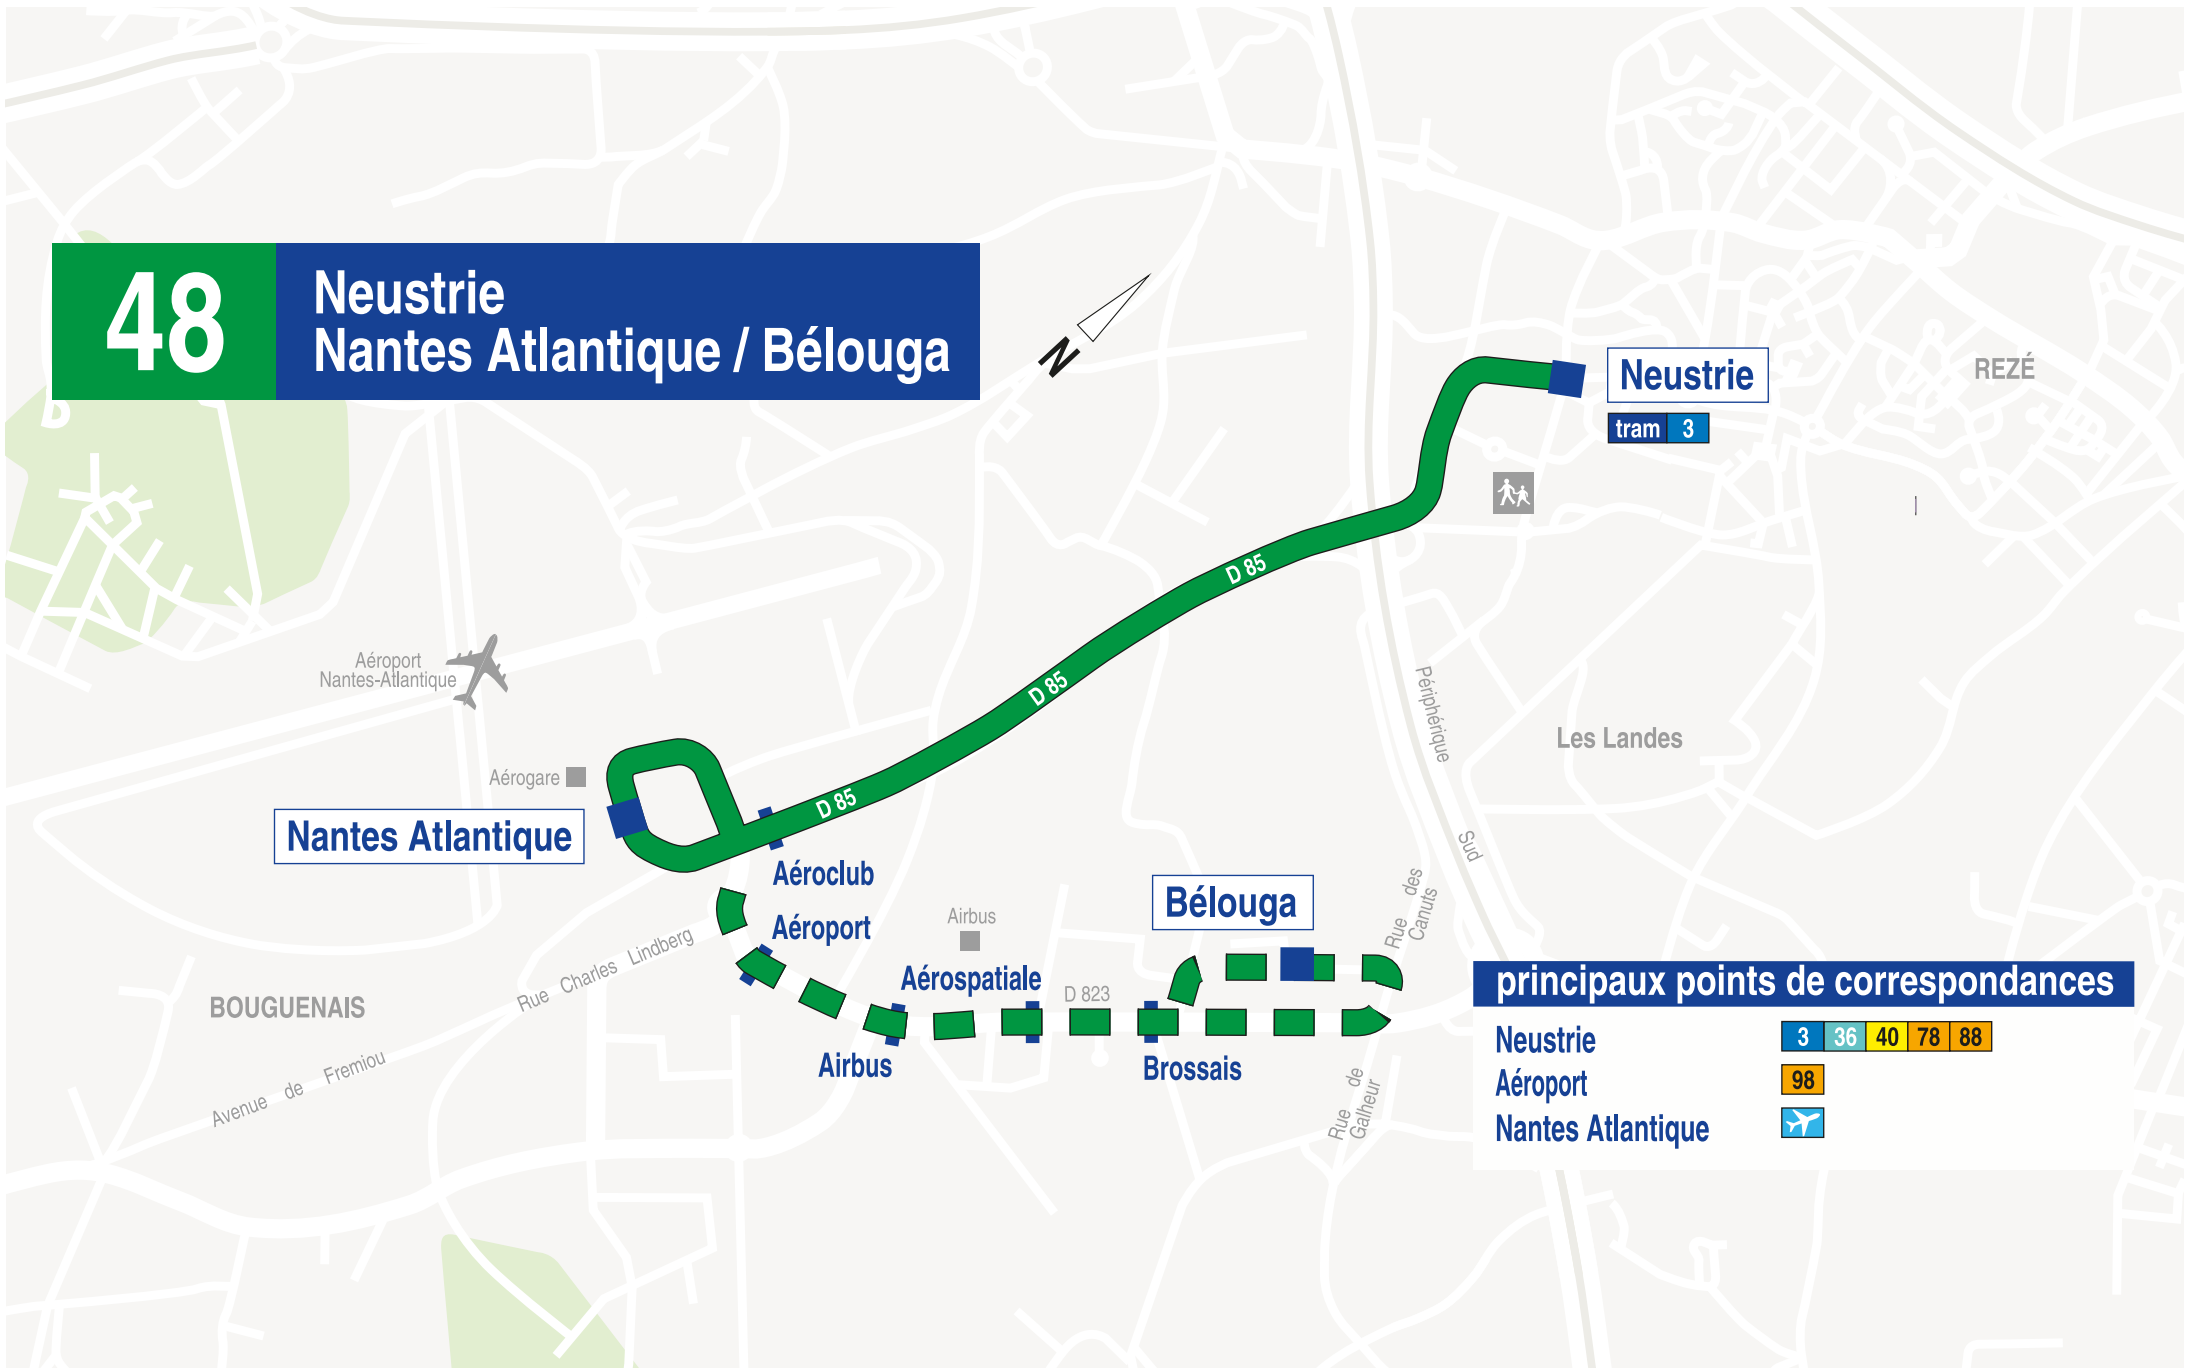 48
Neustrie
Nantes Atlantique / Bélouga
N
Neustrie
tram 3
REZÉ
D 85
D 85
D 85
Aéroport
Nantes-Atlantique
Périphérique
Sud
Les Landes
Aérogare
Nantes Atlantique
Aéroclub
Aéroport
Airbus
Aérospatiale
Bélouga
Rue des
Canuts
Rue Charles Lindberg
D 823
BOUGUENAIS
Airbus
Brossais
Avenue de Fremiou
Rue de
Galheur
principaux points de correspondances
Neustrie 3 36 40 78 88
Aéroport 98
Nantes Atlantique